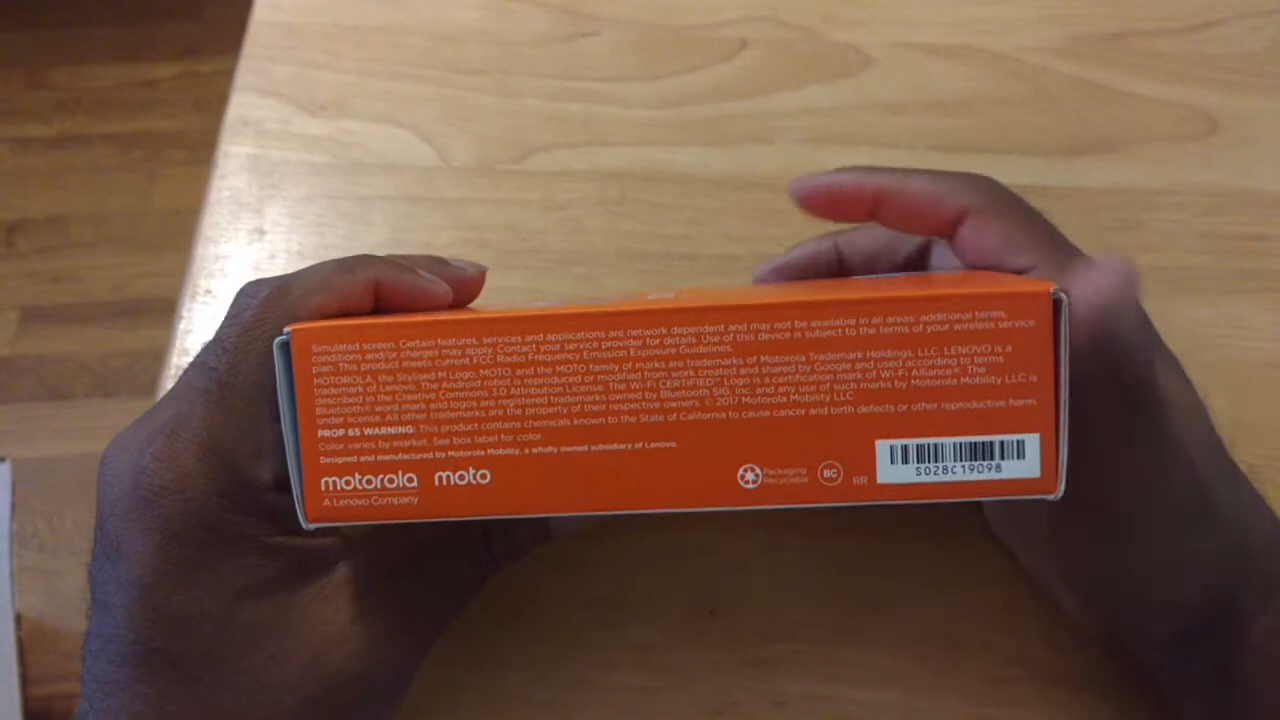 Simulated screen. Certain features, services and applications are network dependent and may not be available in all areas; additional terms,
conditions and/or charges may apply. Contact your service provider for details. Use of this device is subject to the terms of your wireless service
plan. This product meets current FCC Radio Frequency Emission Exposure Guidelines.
MOTOROLA, the Stylised M Logo, MOTO, and the MOTO family of marks are trademarks of Motorola Trademark Holdings, LLC. LENOVO is a
trademark of Lenovo. The Android robot is reproduced or modified from work created and shared by Google and used according to terms
described in the Creative Commons 3.0 Attribution License. The Wi-Fi CERTIFIED™ Logo is a certification mark of Wi-Fi Alliance®. The
Bluetooth® word mark and logos are registered trademarks owned by Bluetooth SIG, Inc. and any use of such marks by Motorola Mobility LLC is
under license. All other trademarks are the property of their respective owners. © 2017 Motorola Mobility LLC
PROP 65 WARNING: This product contains chemicals known to the State of California to cause cancer and birth defects or other reproductive harm.
Color varies by market. See box label for color.
Designed and manufactured by Motorola Mobility, a wholly owned subsidiary of Lenovo.
motorola moto
A Lenovo Company
Packaging
Recyclable
BC
RR
S028C19098